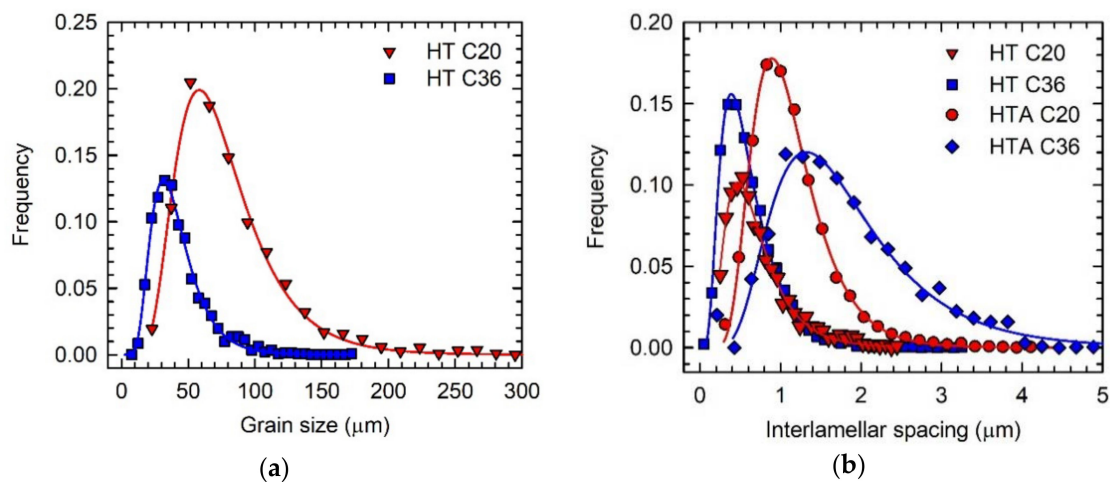 0.25
0.20
0.15
0.10
0.05
0.00
Frequency
HT C20
HT C36
0 50 100 150 200 250 300
Grain size (μm)
(a)
0.20
0.15
0.10
0.05
0.00
Frequency
HT C20
HT C36
HTA C20
HTA C36
0 1 2 3 4 5
Interlamellar spacing (μm)
(b)